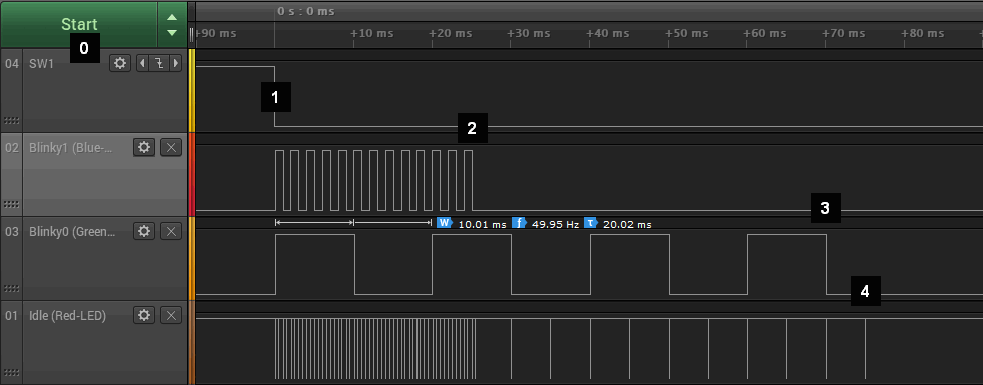 Start
0 s : 0 ms
+90 ms
+10 ms
+20 ms
+30 ms
+40 ms
+50 ms
+60 ms
+70 ms
+80 ms
0
04 SW1
1
2
02 Blinky1 (Blue-...
W 10.01 ms f 49.95 Hz T 20.02 ms
3
03 Blinky0 (Green...
4
01 Idle (Red-LED)